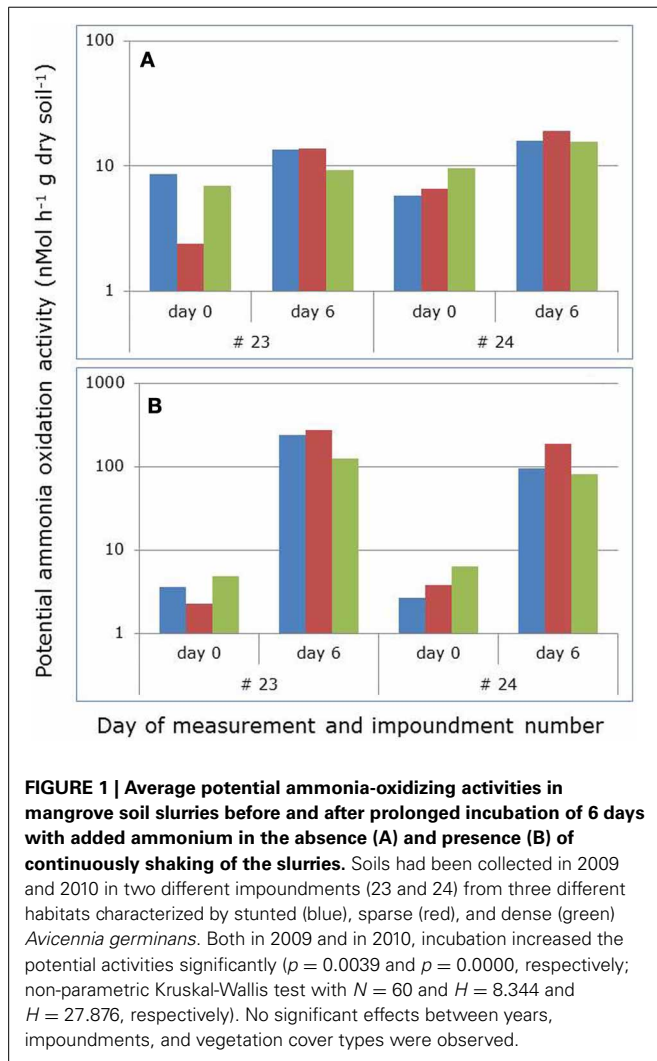 Potential ammonia oxidation activity (nMol h⁻¹ g dry soil⁻¹)
100
A
10
1
day 0
day 6
day 0
day 6
# 23
# 24
1000
B
100
10
1
day 0
day 6
day 0
day 6
# 23
# 24
Day of measurement and impoundment number
FIGURE 1 | Average potential ammonia-oxidizing activities in
mangrove soil slurries before and after prolonged incubation of 6 days
with added ammonium in the absence (A) and presence (B) of
continuously shaking of the slurries. Soils had been collected in 2009
and 2010 in two different impoundments (23 and 24) from three different
habitats characterized by stunted (blue), sparse (red), and dense (green)
Avicennia germinans. Both in 2009 and in 2010, incubation increased the
potential activities significantly (p = 0.0039 and p = 0.0000, respectively;
non-parametric Kruskal-Wallis test with N = 60 and H = 8.344 and
H = 27.876, respectively). No significant effects between years,
impoundments, and vegetation cover types were observed.